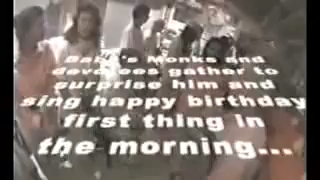 Baba's Monks and
devotees gather to
surprise him and
sing happy birthday
first thing in
the morning...